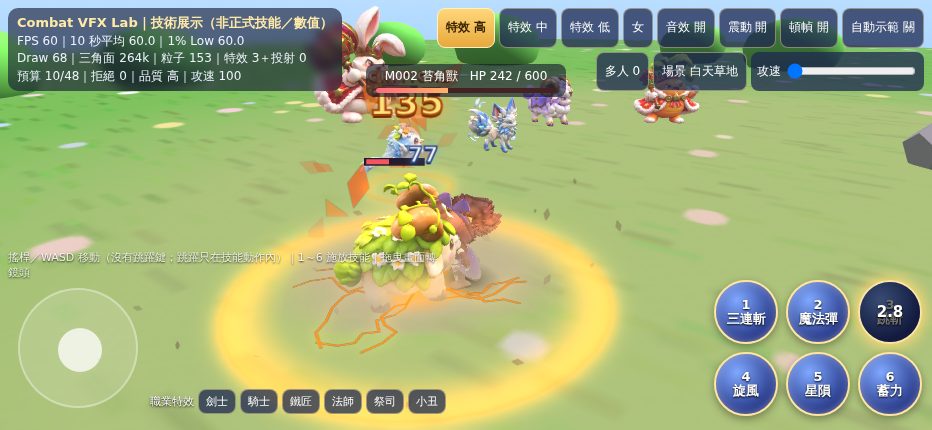 Combat VFX Lab｜技術展示（非正式技能／數值）
FPS 60｜10 秒平均 60.0｜1% Low 60.0
Draw 68｜三角面 264k｜粒子 153｜特效 3＋投射 0
預算 10/48｜拒絕 0｜品質 高｜攻速 100
特效 高
特效 中
特效 低
女
音效 開
震動 開
頓幀 開
自動示範 關
多人 0
場景 白天草地
攻速
M002 苔角獸 HP 242 / 600
135
77
搖桿／WASD 移動（沒有跳躍鍵；跳躍只在技能動作內）｜1～6 施放技能｜拖曳畫面轉
鏡頭
1
三連斬
2
魔法彈
3
2.8
4
旋風
5
星隕
6
蓄力
職業特效
劍士
騎士
鐵匠
法師
祭司
小丑